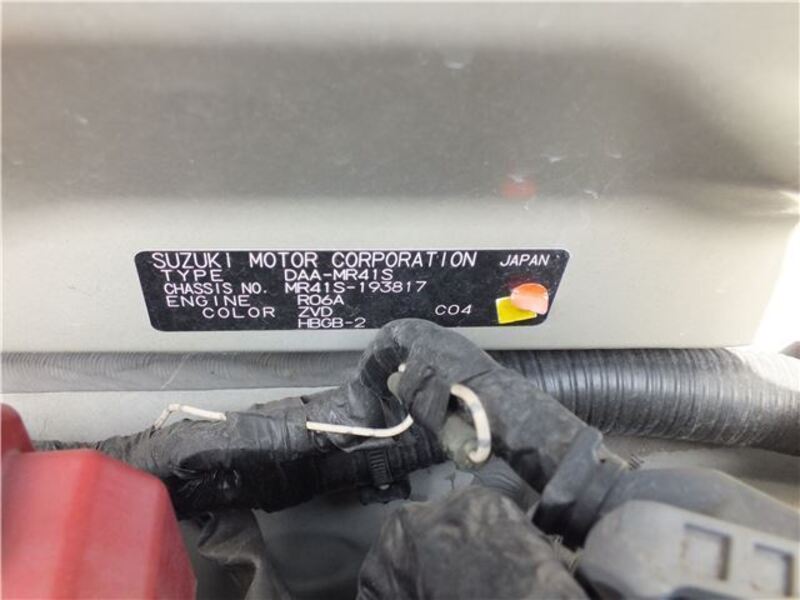 SUZUKI MOTOR CORPORATION JAPAN
TYPE DAA-MR41S
CHASSIS NO. MR41S-193817
ENGINE R06A
COLOR ZVD C04
HBGB-2